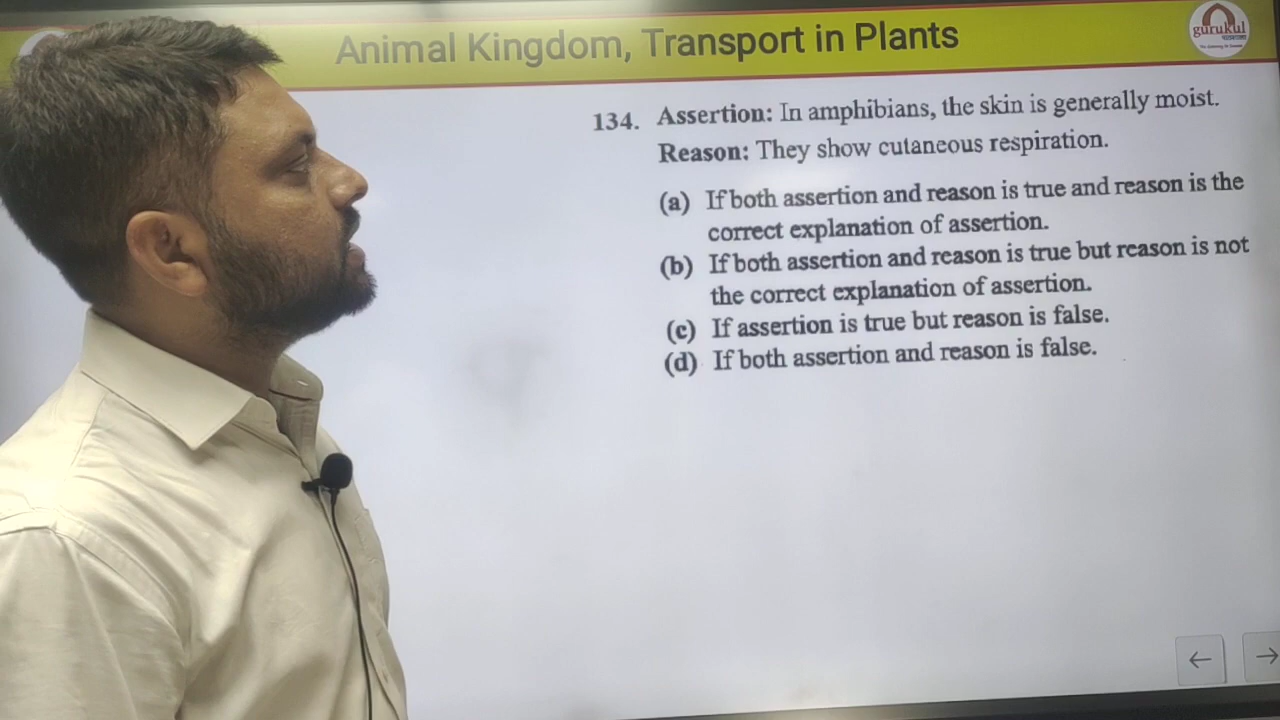 Animal Kingdom, Transport in Plants
gurukul
134. Assertion: In amphibians, the skin is generally moist.
Reason: They show cutaneous respiration.
(a) If both assertion and reason is true and reason is the
correct explanation of assertion.
(b) If both assertion and reason is true but reason is not
the correct explanation of assertion.
(c) If assertion is true but reason is false.
(d) If both assertion and reason is false.